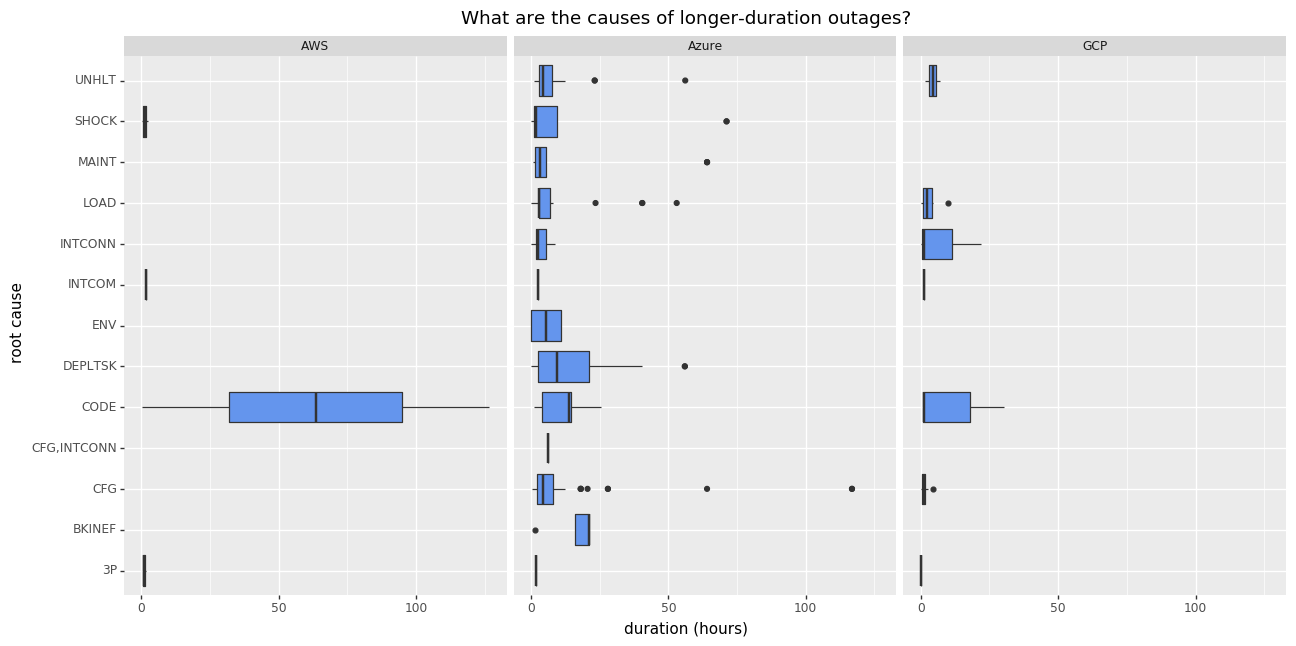 What are the causes of longer-duration outages?
AWS
Azure
GCP
root cause
UNHLT
SHOCK
MAINT
LOAD
INTCONN
INTCOM
ENV
DEPLTSK
CODE
CFG,INTCONN
CFG
BKINEF
3P
0 50 100
0 50 100
0 50 100
duration (hours)